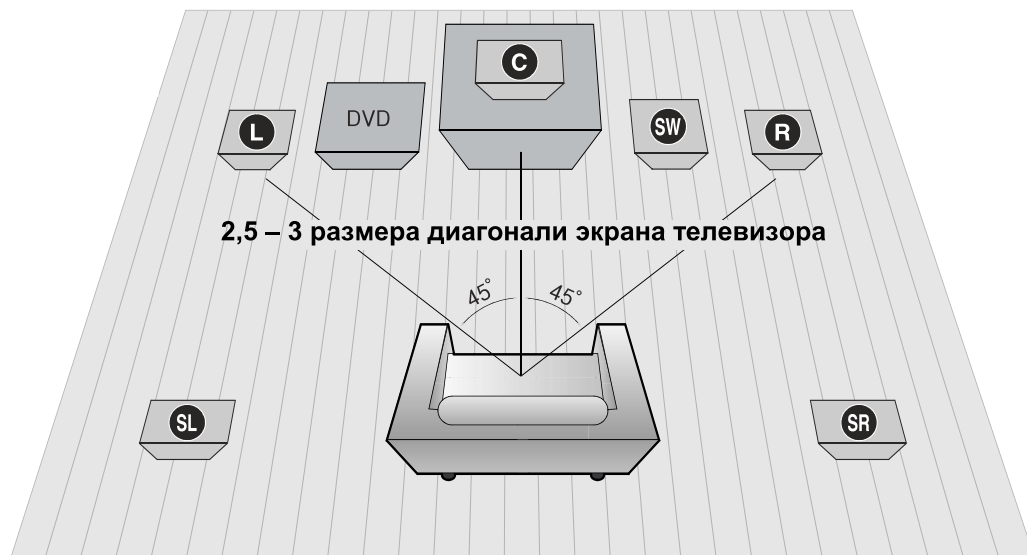 C
L
DVD
SW
R
2,5 – 3 размера диагонали экрана телевизора
45°
45°
SL
SR